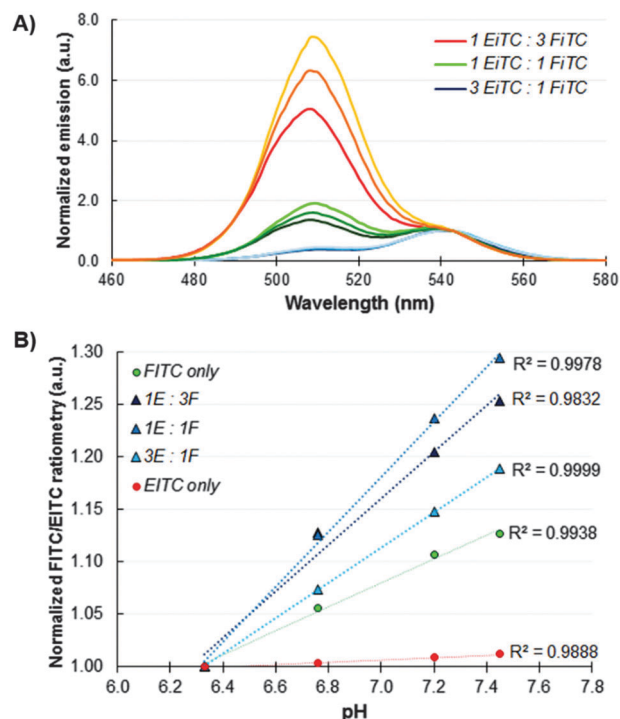 A)
Normalized emission (a.u.)
8.0
6.0
4.0
2.0
0.0
1 EiTC : 3 FiTC
1 EiTC : 1 FiTC
3 EiTC : 1 FiTC
460 480 500 520 540 560 580
Wavelength (nm)
B)
Normalized FITC/EITC ratiometry (a.u.)
1.30
1.25
1.20
1.15
1.10
1.05
1.00
FITC only
1E : 3F
1E : 1F
3E : 1F
EITC only
R² = 0.9978
R² = 0.9832
R² = 0.9999
R² = 0.9938
R² = 0.9888
6.0 6.2 6.4 6.6 6.8 7.0 7.2 7.4 7.6 7.8
pH